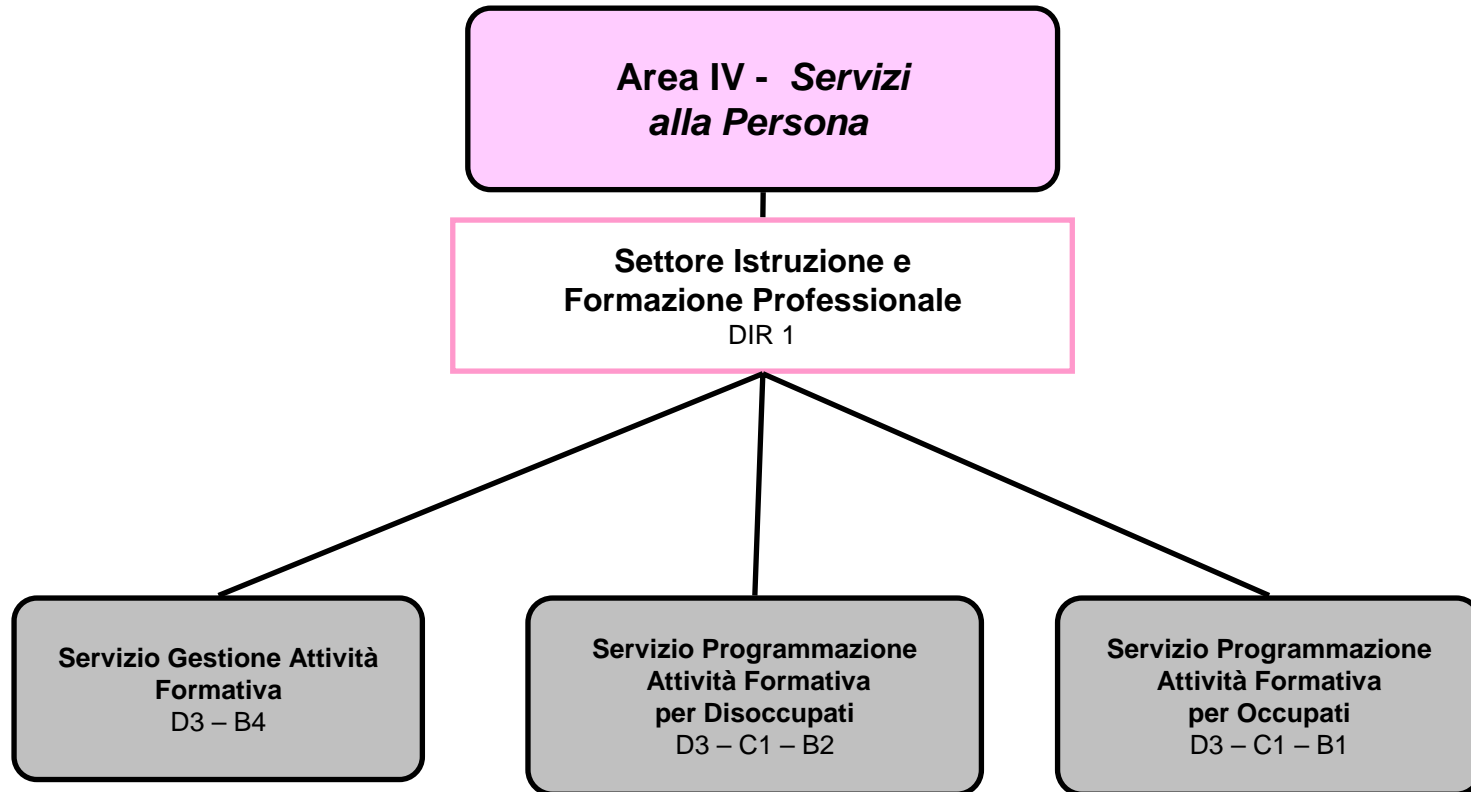 Area IV - Servizi
alla Persona
Settore Istruzione e
Formazione Professionale
DIR 1
Servizio Gestione Attività
Formativa
D3 – B4
Servizio Programmazione
Attività Formativa
per Disoccupati
D3 – C1 – B2
Servizio Programmazione
Attività Formativa
per Occupati
D3 – C1 – B1